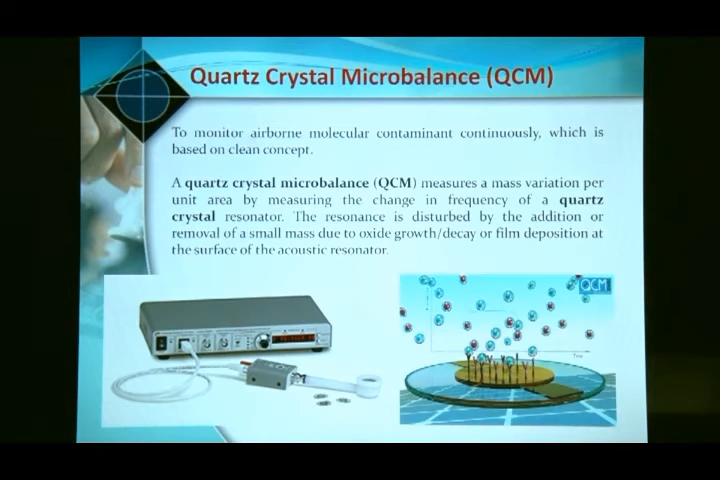 Quartz Crystal Microbalance (QCM)
To monitor airborne molecular contaminant continuously, which is
based on clean concept.
A quartz crystal microbalance (QCM) measures a mass variation per
unit area by measuring the change in frequency of a quartz
crystal resonator. The resonance is disturbed by the addition or
removal of a small mass due to oxide growth/decay or film deposition at
the surface of the acoustic resonator.
QCM
Time